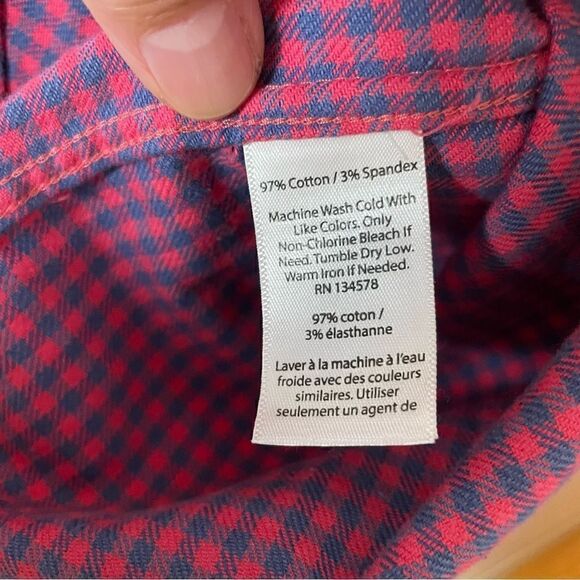 97% Cotton / 3% Spandex
Machine Wash Cold With
Like Colors. Only
Non-Chlorine Bleach If
Need. Tumble Dry Low.
Warm Iron If Needed.
RN 134578
97% coton /
3% élasthanne
Laver à la machine à l'eau
froide avec des couleurs
similaires. Utiliser
seulement un agent de